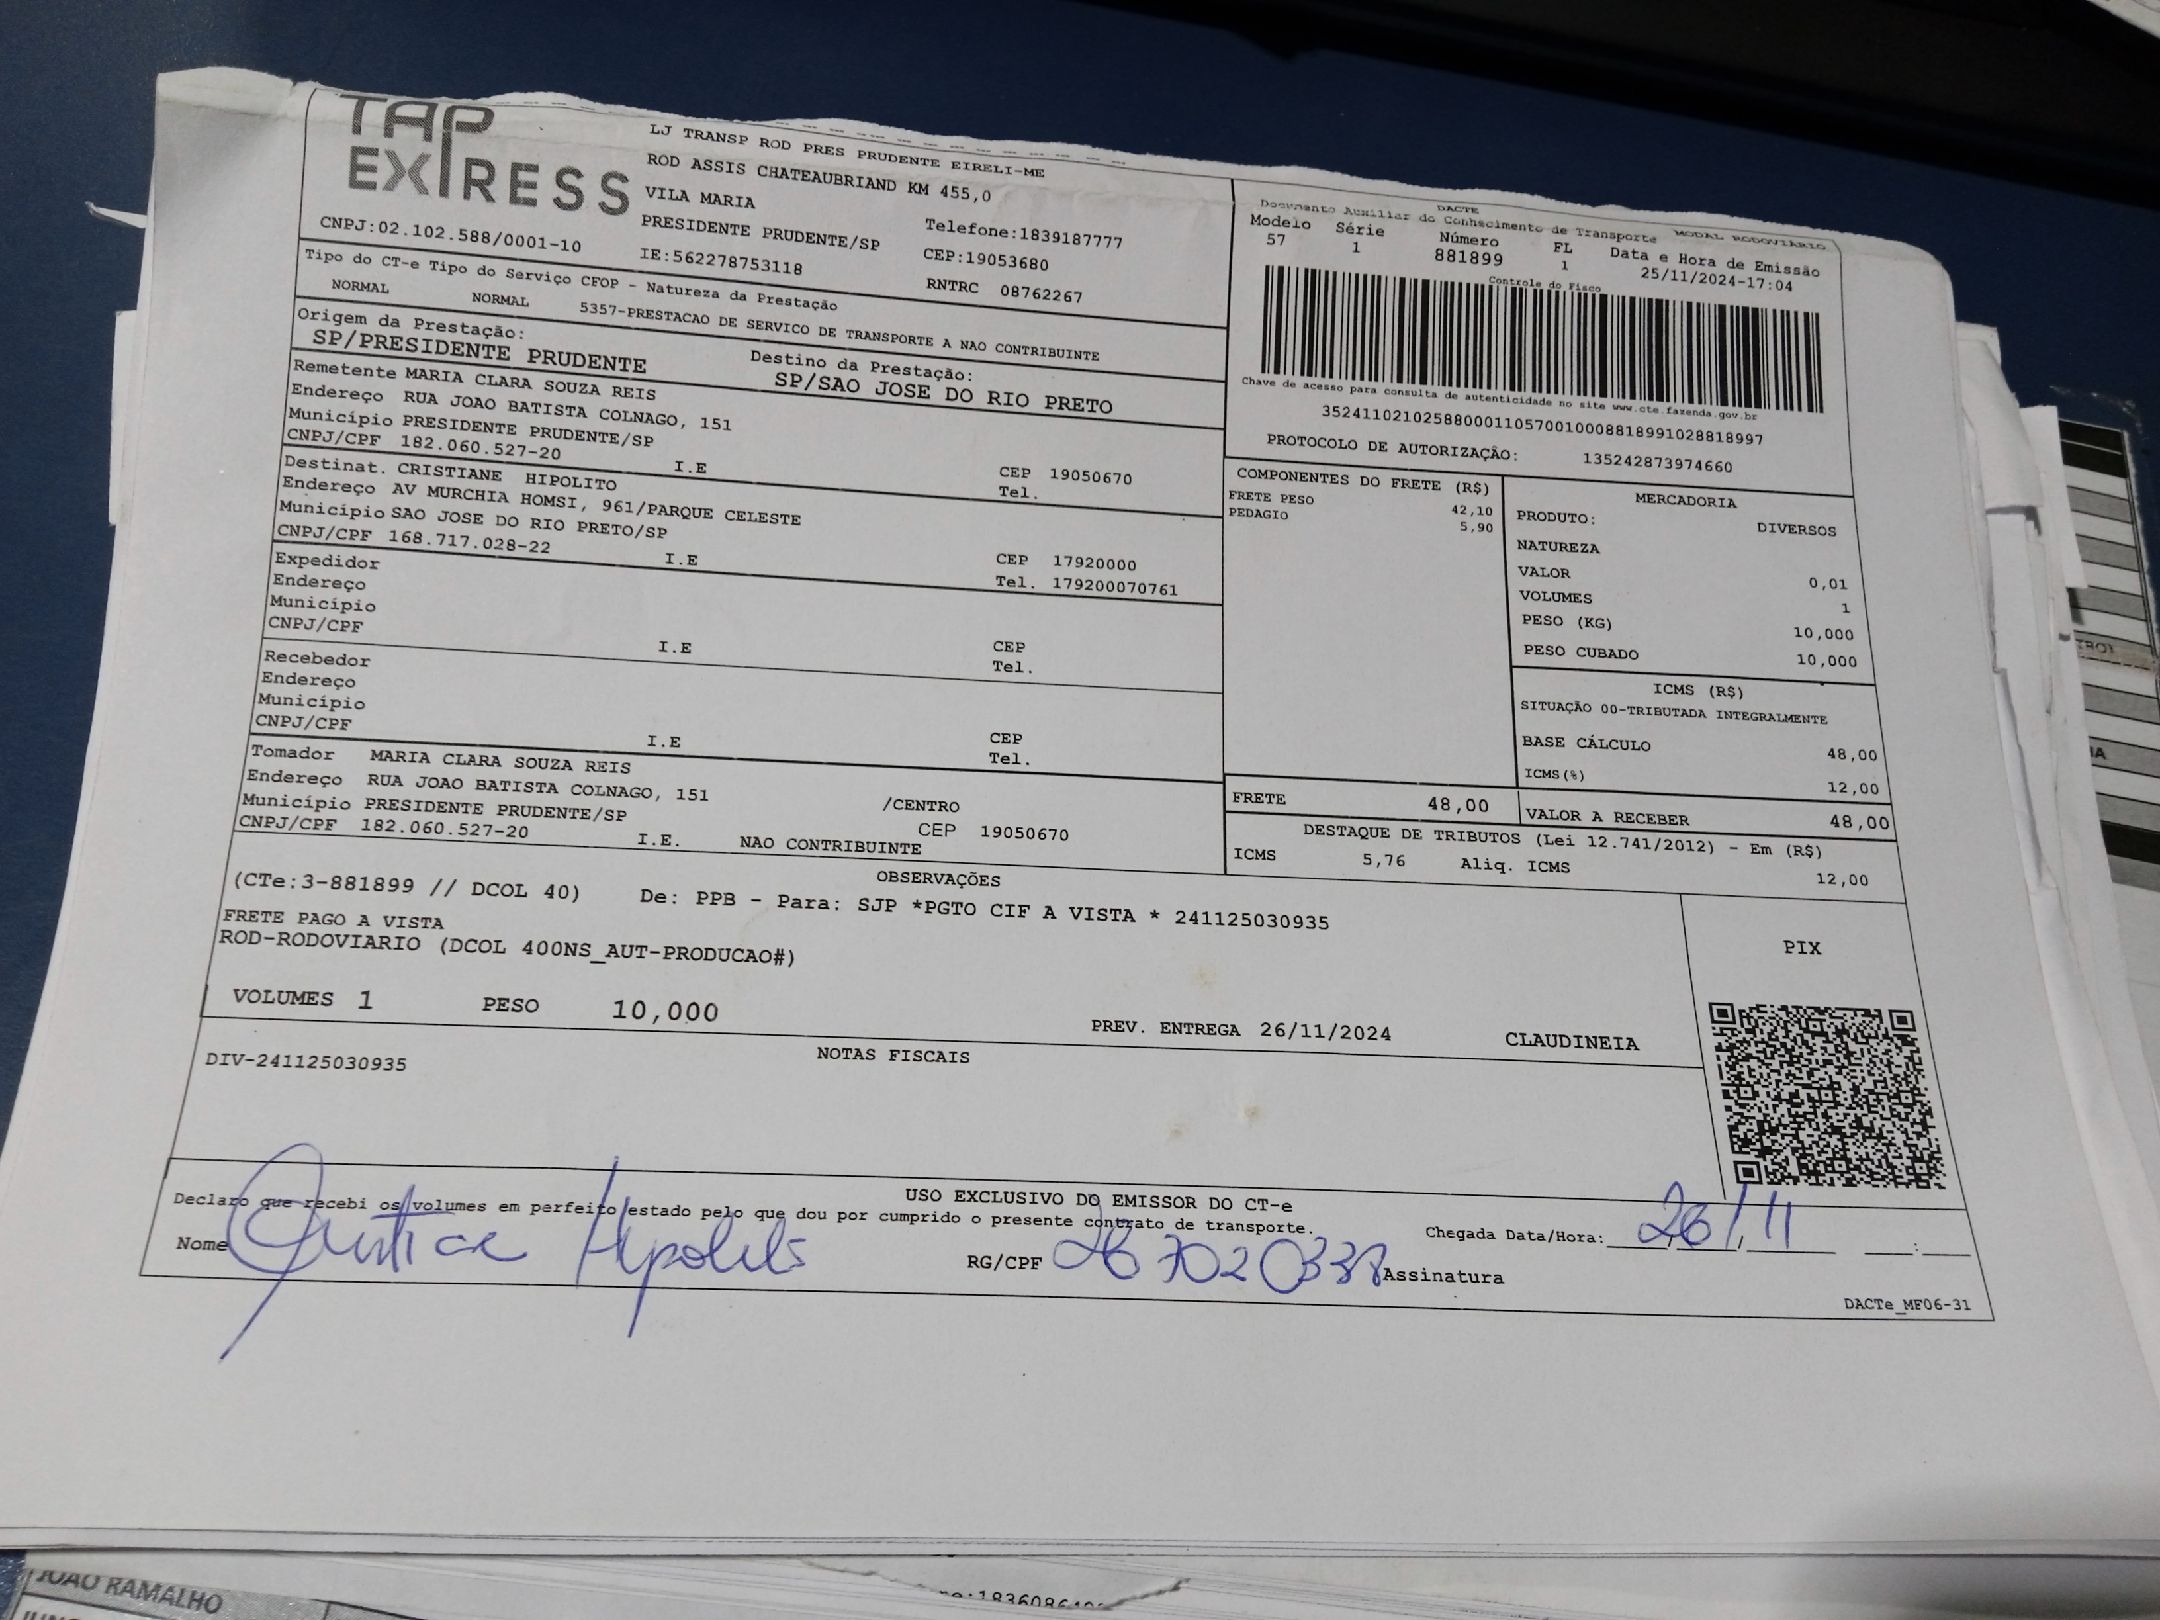 TAP
EXPRESS
LJ TRANSP ROD PRES PRUDENTE EIRELI-ME
ROD ASSIS CHATEAUBRIAND KM 455,0
VILA MARIA
PRESIDENTE PRUDENTE/SP Telefone:1839187777
CNPJ:02.102.588/0001-10 IE:562278753118 CEP:19053680
RNTRC 08762267
Tipo do CT-e Tipo do Serviço CFOP - Natureza da Prestação
NORMAL NORMAL 5357-PRESTACAO DE SERVICO DE TRANSPORTE A NAO CONTRIBUINTE
Origem da Prestação: Destino da Prestação:
SP/PRESIDENTE PRUDENTE SP/SAO JOSE DO RIO PRETO
Remetente MARIA CLARA SOUZA REIS
Endereço RUA JOAO BATISTA COLNAGO, 151
Município PRESIDENTE PRUDENTE/SP CEP 19050670
CNPJ/CPF 182.060.527-20 I.E Tel.
Destinat. CRISTIANE HIPOLITO
Endereço AV MURCHIA HOMSI, 961/PARQUE CELESTE
Município SAO JOSE DO RIO PRETO/SP CEP 17920000
CNPJ/CPF 168.717.028-22 I.E Tel. 179200070761
Expedidor
Endereço
Município CEP
CNPJ/CPF I.E Tel.
Recebedor
Endereço
Município CEP
CNPJ/CPF I.E Tel.
Tomador MARIA CLARA SOUZA REIS
Endereço RUA JOAO BATISTA COLNAGO, 151 /CENTRO
Município PRESIDENTE PRUDENTE/SP CEP 19050670
CNPJ/CPF 182.060.527-20 I.E. NAO CONTRIBUINTE
DACTE
Documento Auxiliar do Conhecimento de Transporte MODAL RODOVIÁRIO
Modelo Série Número FL Data e Hora de Emissão
57 1 881899 1 25/11/2024-17:04
Controle do Fisco
Chave de acesso para consulta de autenticidade no site www.cte.fazenda.gov.br
35241102102588000110570010008818991028818997
PROTOCOLO DE AUTORIZAÇÃO: 135242873974660
COMPONENTES DO FRETE (R$)
FRETE PESO 42,10
PEDAGIO 5,90
MERCADORIA
PRODUTO: DIVERSOS
NATUREZA
VALOR 0,01
VOLUMES 1
PESO (KG) 10,000
PESO CUBADO 10,000
ICMS (R$)
SITUAÇÃO 00-TRIBUTADA INTEGRALMENTE
BASE CÁLCULO 48,00
ICMS(%) 12,00
FRETE 48,00 VALOR A RECEBER 48,00
DESTAQUE DE TRIBUTOS (Lei 12.741/2012) - Em (R$)
ICMS 5,76 Aliq. ICMS 12,00
OBSERVAÇÕES
(CTe:3-881899 // DCOL 40) De: PPB - Para: SJP *PGTO CIF A VISTA * 241125030935
FRETE PAGO A VISTA
ROD-RODOVIARIO (DCOL 400NS_AUT-PRODUCAO#)
PIX
VOLUMES 1 PESO 10,000 PREV. ENTREGA 26/11/2024 CLAUDINEIA
NOTAS FISCAIS
DIV-241125030935
USO EXCLUSIVO DO EMISSOR DO CT-e
Declaro que recebi os volumes em perfeito estado pelo que dou por cumprido o presente contrato de transporte.
Chegada Data/Hora: 26/11 :
Nome Hipolito RG/CPF 267020338 Assinatura
DACTe_MF06-31
JOAO RAMALHO